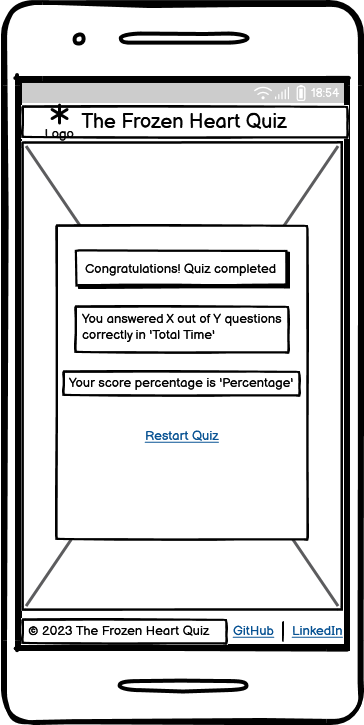 18:54
Logo
The Frozen Heart Quiz
Congratulations! Quiz completed
You answered X out of Y questions
correctly in 'Total Time'
Your score percentage is 'Percentage'
Restart Quiz
© 2023 The Frozen Heart Quiz
GitHub | LinkedIn